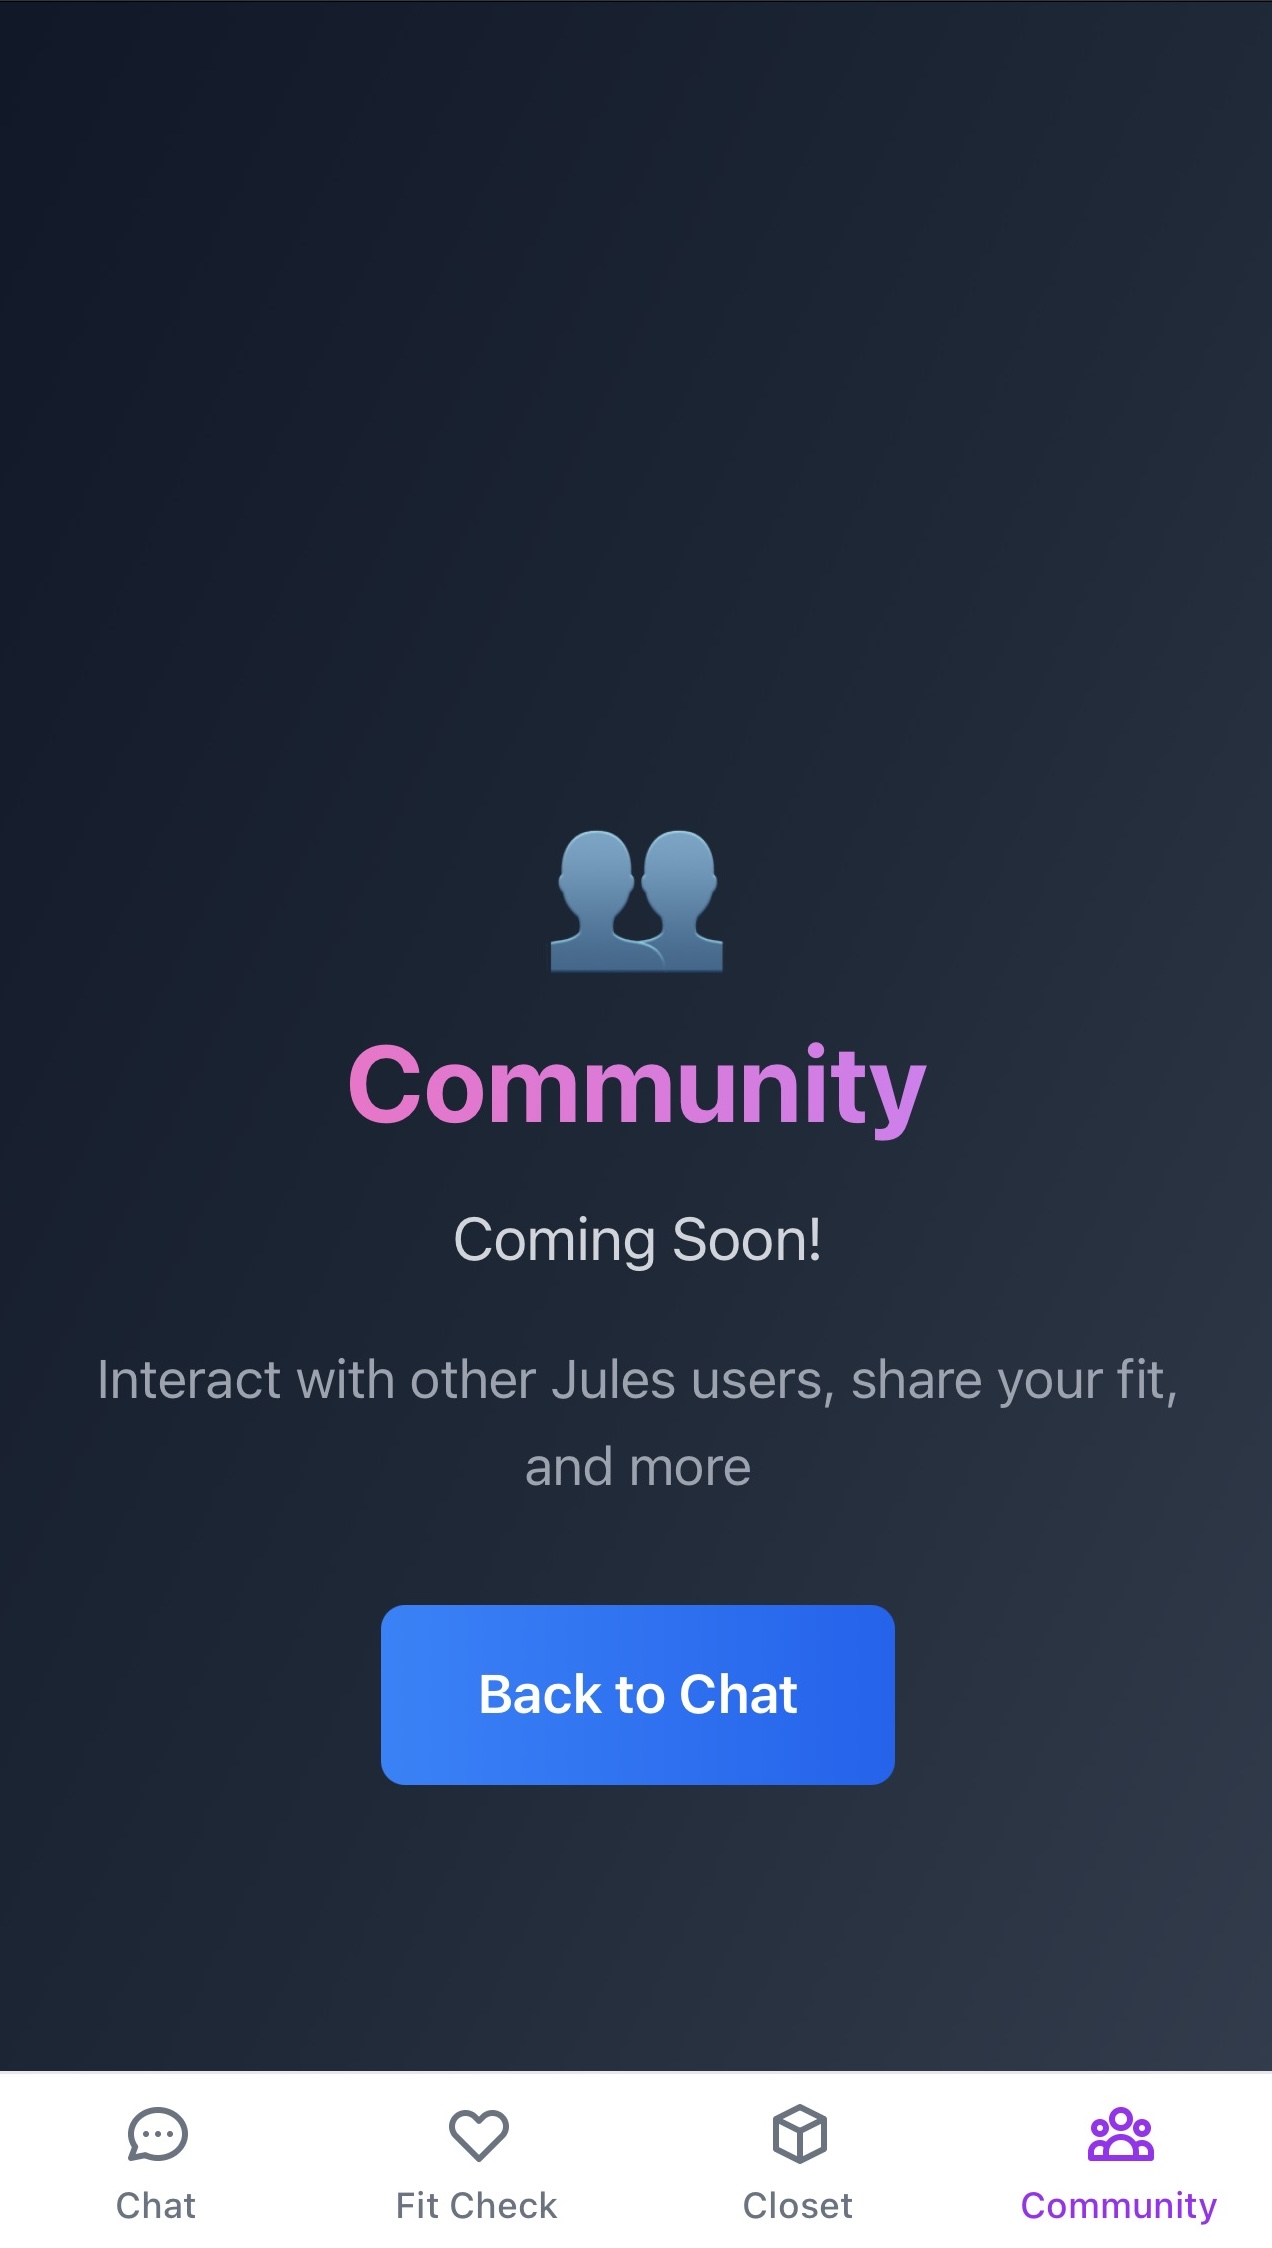 Community
Coming Soon!
Interact with other Jules users, share your fit,
and more
Back to Chat
Chat
Fit Check
Closet
Community